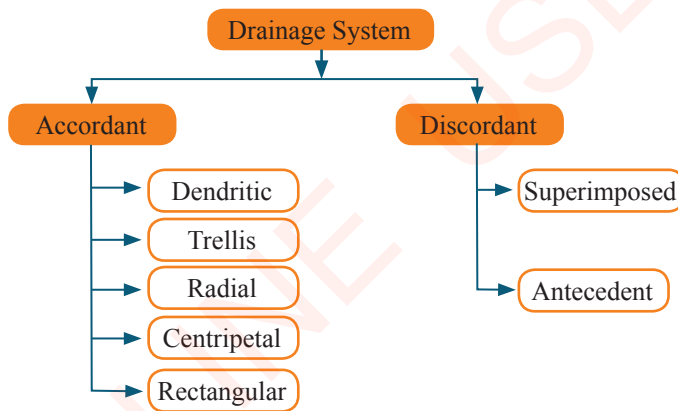 Drainage System
Accordant
Discordant
Dendritic
Trellis
Radial
Centripetal
Rectangular
Superimposed
Antecedent